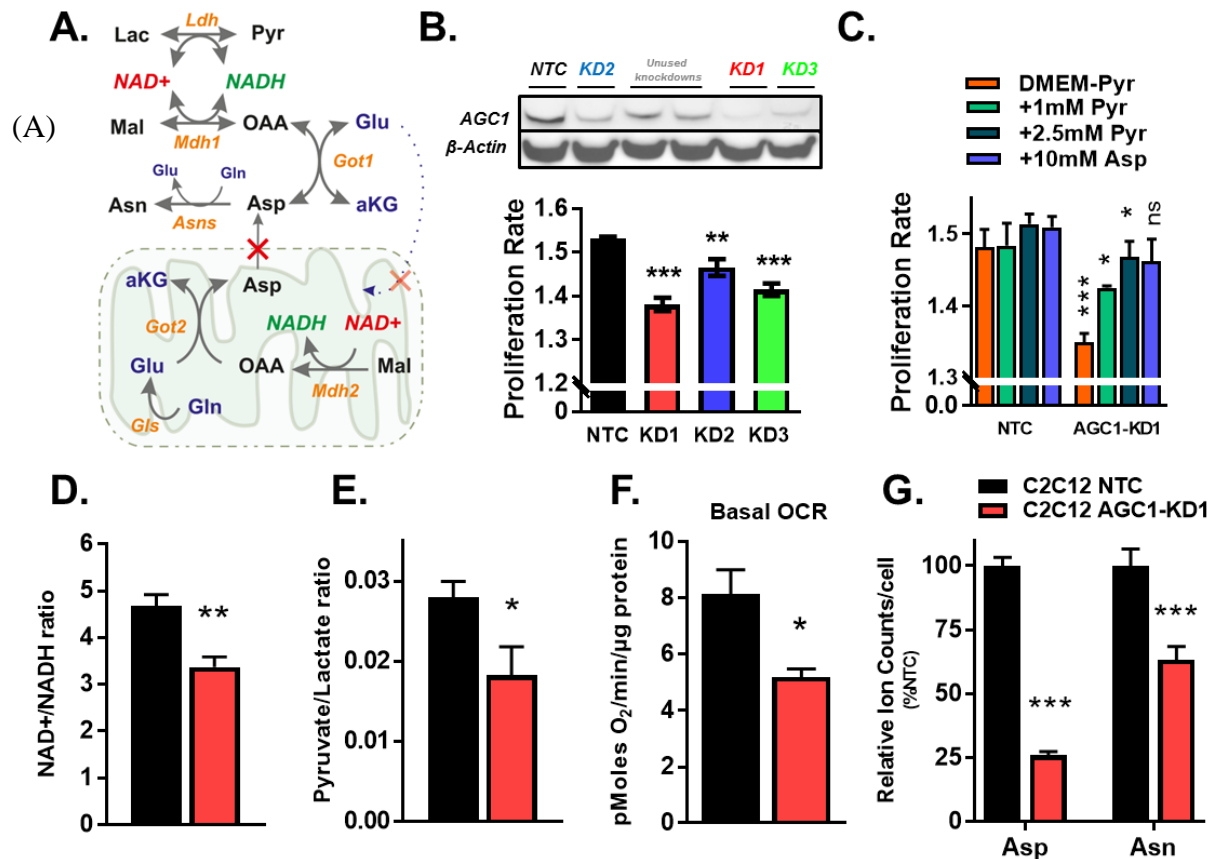 A.
Ldh
Lac
Pyr
NAD+
NADH
(A)
Mal
OAA
Glu
Mdh1
Got1
Glu
Gln
Asn
Asp
aKG
Asns
aKG
Asp
Got2
NADH
NAD+
Glu
OAA
Mal
Mdh2
Gln
Gls
B.
NTC
KD2
Unused
knockdowns
KD1
KD3
AGC1
β-Actin
Proliferation Rate
1.6
1.5
1.4
1.3
1.2
0
***
**
***
NTC
KD1
KD2
KD3
C.
DMEM-Pyr
+1mM Pyr
+2.5mM Pyr
+10mM Asp
Proliferation Rate
1.5
1.4
1.3
0.0
***
*
*
ns
NTC
AGC1-KD1
D.
NAD+/NADH ratio
6
5
4
3
2
1
0
**
E.
Pyruvate/Lactate ratio
0.03
0.02
0.01
0.00
*
F.
Basal OCR
pMoles O₂/min/µg protein
10
8
6
4
2
0
*
G.
C2C12 NTC
C2C12 AGC1-KD1
Relative Ion Counts/cell
(%NTC)
100
75
50
25
0
***
***
Asp
Asn